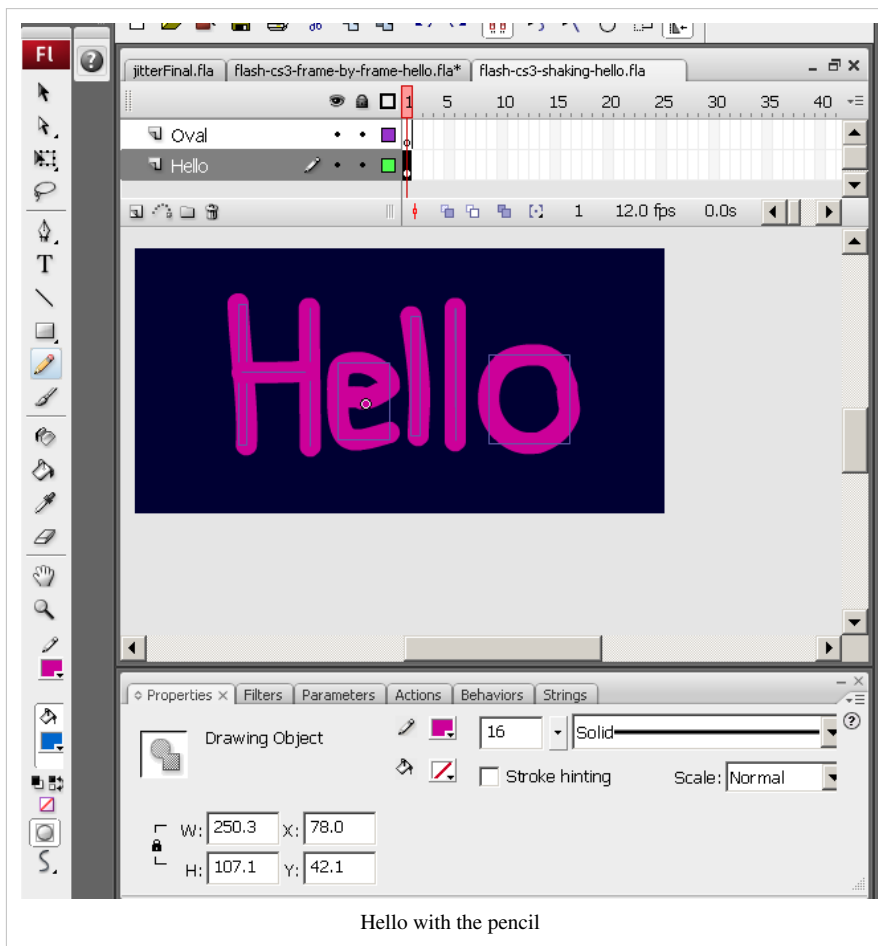 Fl
jitterFinal.fla flash-cs3-frame-by-frame-hello.fla* flash-cs3-shaking-hello.fla
1 5 10 15 20 25 30 35 40
Oval
Hello
1 12.0 fps 0.0s
T
Hello
Properties × Filters Parameters Actions Behaviors Strings
Drawing Object 16 Solid
Stroke hinting Scale: Normal
W: 250.3 X: 78.0
H: 107.1 Y: 42.1
Hello with the pencil